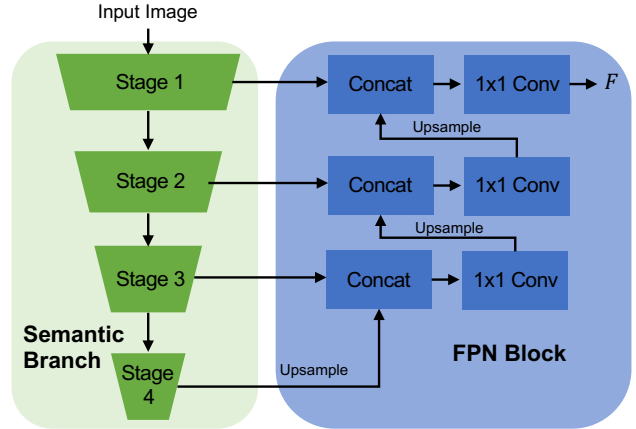 Input Image
Stage 1
Concat
1x1 Conv
F
Upsample
Stage 2
Concat
1x1 Conv
Upsample
Stage 3
Concat
1x1 Conv
Semantic
Branch
FPN Block
Stage
4
Upsample